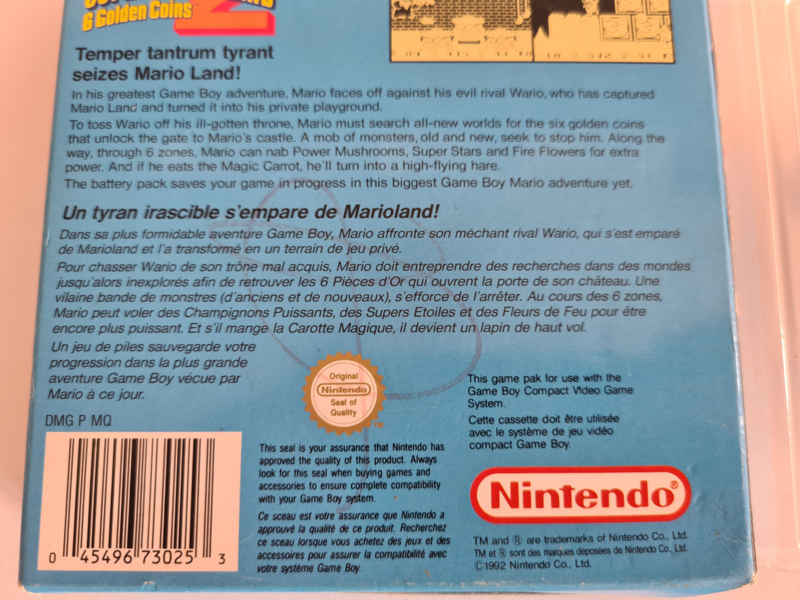 6 Golden Coins™ 2
Temper tantrum tyrant
seizes Mario Land!
In his greatest Game Boy adventure, Mario faces off against his evil rival Wario, who has captured
Mario Land and turned it into his private playground.
To toss Wario off his ill-gotten throne, Mario must search all-new worlds for the six golden coins
that unlock the gate to Mario's castle. A mob of monsters, old and new, seek to stop him. Along the
way, through 6 zones, Mario can nab Power Mushrooms, Super Stars and Fire Flowers for extra
power. And if he eats the Magic Carrot, he'll turn into a high-flying hare.
The battery pack saves your game in progress in this biggest Game Boy Mario adventure yet.
Un tyran irascible s'empare de Marioland!
Dans sa plus formidable aventure Game Boy, Mario affronte son méchant rival Wario, qui s'est emparé
de Marioland et l'a transformé en un terrain de jeu privé.
Pour chasser Wario de son trône mal acquis, Mario doit entreprendre des recherches dans des mondes
jusqu'alors inexplorés afin de retrouver les 6 Pièces d'Or qui ouvrent la porte de son château. Une
vilaine bande de monstres (d'anciens et de nouveaux), s'efforce de l'arrêter. Au cours des 6 zones,
Mario peut voler des Champignons Puissants, des Supers Etoiles et des Fleurs de Feu pour être
encore plus puissant. Et s'il mange la Carotte Magique, il devient un lapin de haut vol.
Un jeu de piles sauvegarde votre
progression dans la plus grande
aventure Game Boy vécue par
Mario à ce jour.
DMG P MQ
0 45496 73025 3
Original
Nintendo
Seal of
Quality
TM
This seal is your assurance that Nintendo has
approved the quality of this product. Always
look for this seal when buying games and
accessories to ensure complete compatibility
with your Game Boy system.
Ce sceau est votre assurance que Nintendo a
approuvé la qualité de ce produit. Recherchez
ce sceau lorsque vous achetez des jeux et des
accessoires pour assurer la compatibilité avec
votre système Game Boy.
This game pak for use with the
Game Boy Compact Video Game
System.
Cette cassette doit être utilisée
avec le système de jeu vidéo
compact Game Boy.
Nintendo®
TM and ® are trademarks of Nintendo Co., Ltd.
TM et ® sont des marques déposées de Nintendo Co., Ltd.
©1992 Nintendo Co., Ltd.